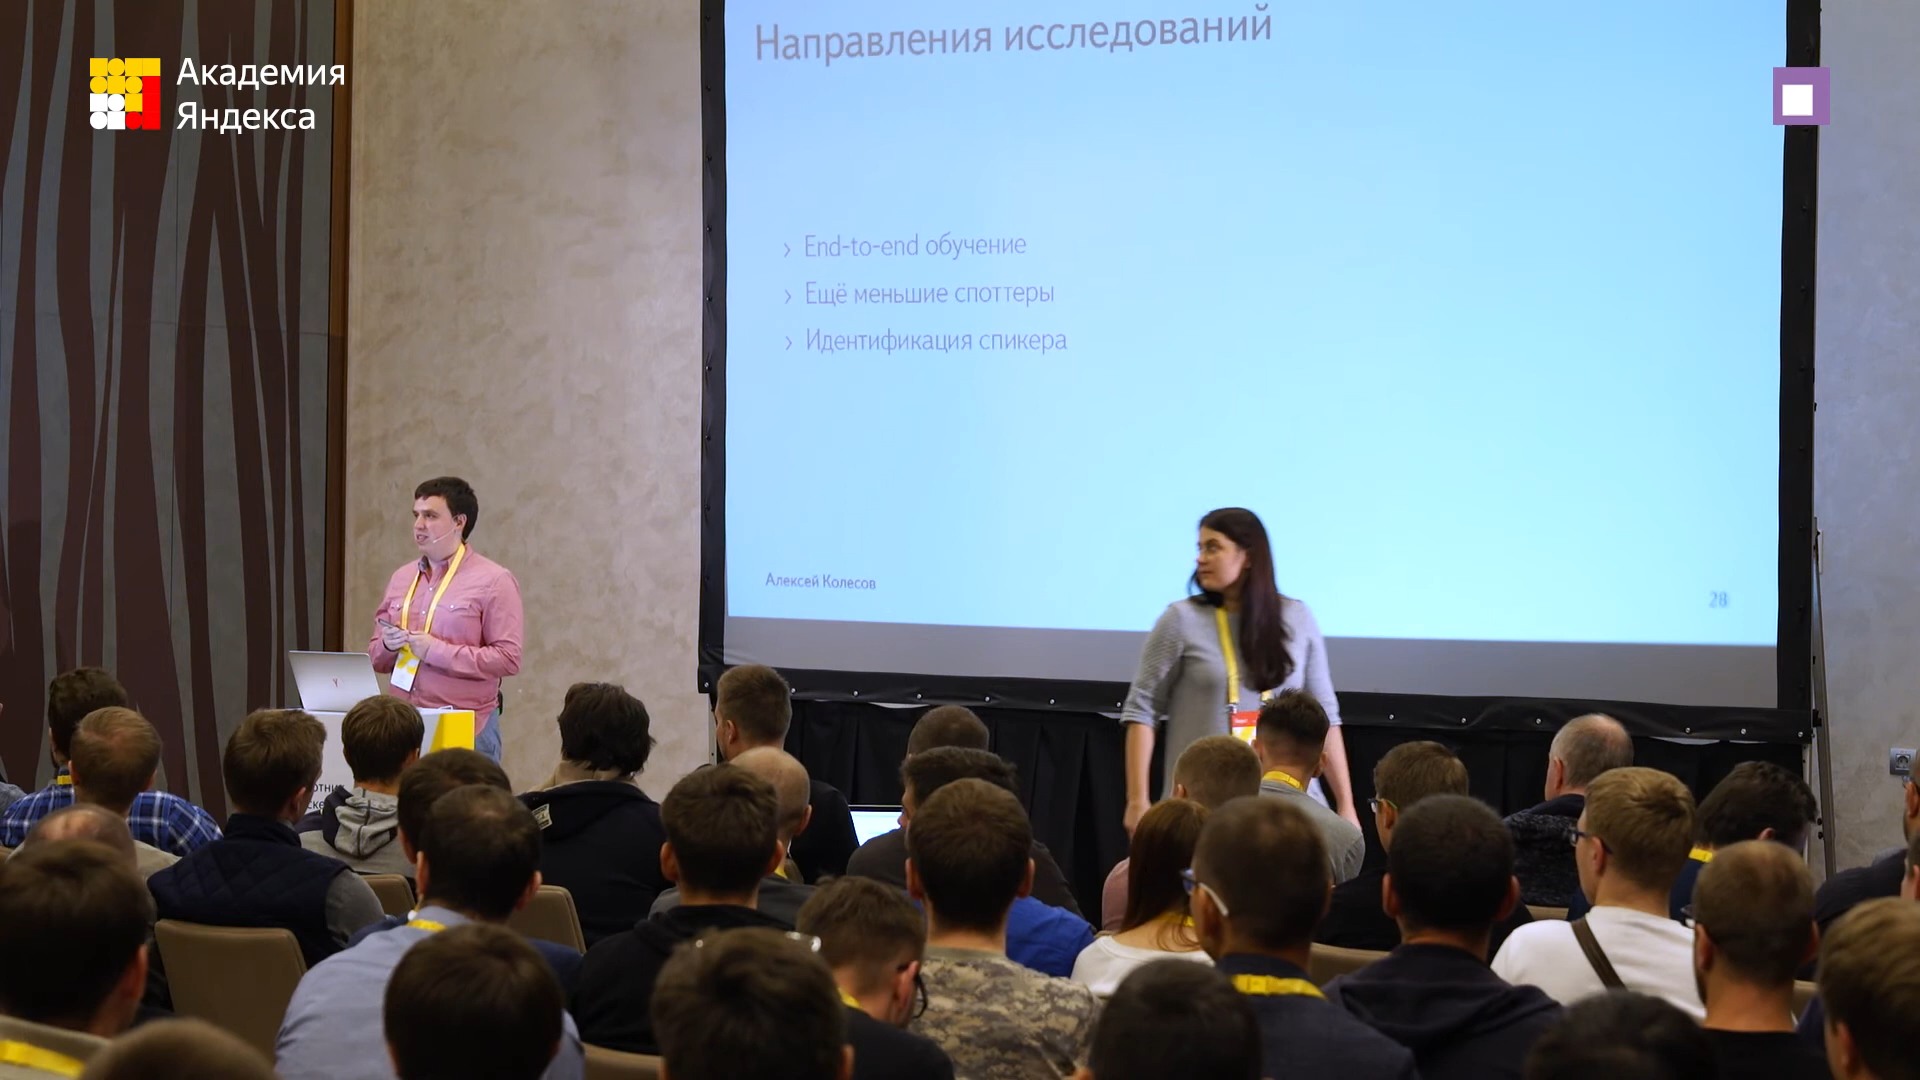 Академия
Яндекса
Направления исследований
› End-to-end обучение
› Ещё меньшие споттеры
› Идентификация спикера
Алексей Колесов
28